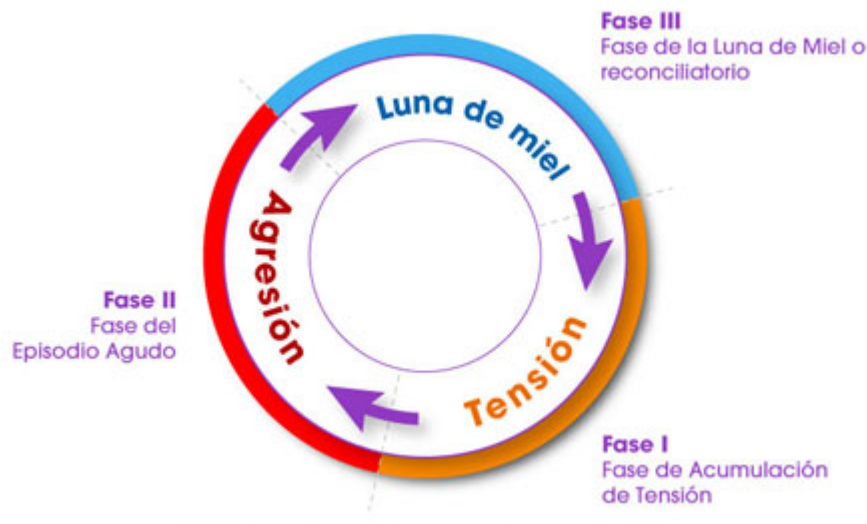 Fase III
Fase de la Luna de Miel o
reconciliatorio
Luna de miel
Agresión
Tensión
Fase II
Fase del
Episodio Agudo
Fase I
Fase de Acumulación
de Tensión